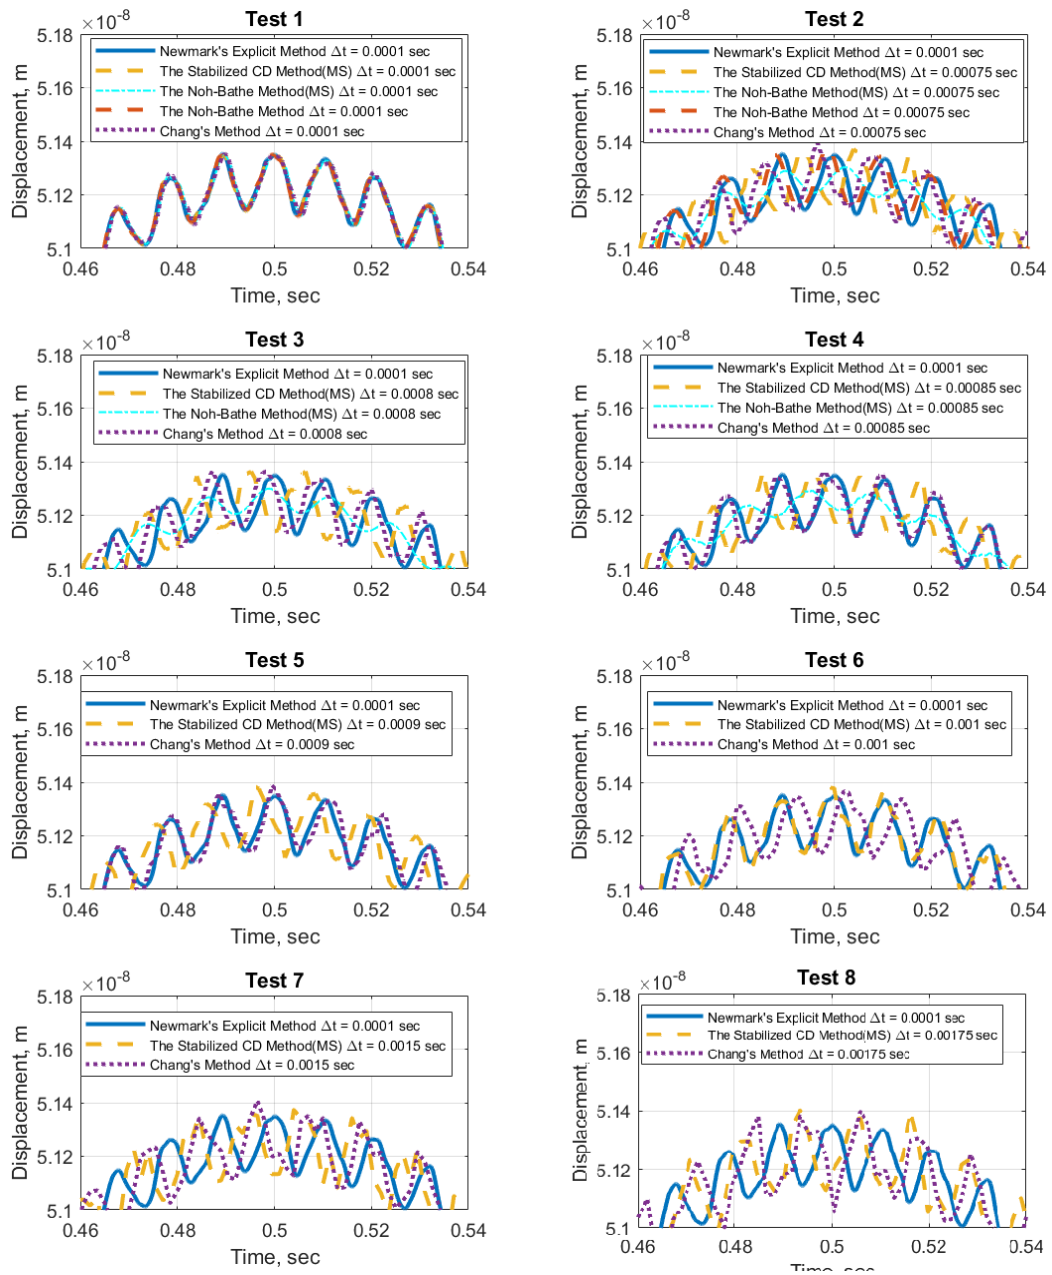 Test 1
×10-8
5.18
5.16
5.14
5.12
5.1
Displacement, m
Newmark's Explicit Method Δt = 0.0001 sec
The Stabilized CD Method(MS) Δt = 0.0001 sec
The Noh-Bathe Method(MS) Δt = 0.0001 sec
The Noh-Bathe Method Δt = 0.0001 sec
Chang's Method Δt = 0.0001 sec
0.46 0.48 0.5 0.52 0.54
Time, sec
Test 2
×10-8
5.18
5.16
5.14
5.12
5.1
Displacement, m
Newmark's Explicit Method Δt = 0.0001 sec
The Stabilized CD Method(MS) Δt = 0.00075 sec
The Noh-Bathe Method(MS) Δt = 0.00075 sec
The Noh-Bathe Method Δt = 0.00075 sec
Chang's Method Δt = 0.00075 sec
0.46 0.48 0.5 0.52 0.54
Time, sec
Test 3
×10-8
5.18
5.16
5.14
5.12
5.1
Displacement, m
Newmark's Explicit Method Δt = 0.0001 sec
The Stabilized CD Method(MS) Δt = 0.0008 sec
The Noh-Bathe Method(MS) Δt = 0.0008 sec
Chang's Method Δt = 0.0008 sec
0.46 0.48 0.5 0.52 0.54
Time, sec
Test 4
×10-8
5.18
5.16
5.14
5.12
5.1
Displacement, m
Newmark's Explicit Method Δt = 0.0001 sec
The Stabilized CD Method(MS) Δt = 0.00085 sec
The Noh-Bathe Method(MS) Δt = 0.00085 sec
Chang's Method Δt = 0.00085 sec
0.46 0.48 0.5 0.52 0.54
Time, sec
Test 5
×10-8
5.18
5.16
5.14
5.12
5.1
Displacement, m
Newmark's Explicit Method Δt = 0.0001 sec
The Stabilized CD Method(MS) Δt = 0.0009 sec
Chang's Method Δt = 0.0009 sec
0.46 0.48 0.5 0.52 0.54
Time, sec
Test 6
×10-8
5.18
5.16
5.14
5.12
5.1
Displacement, m
Newmark's Explicit Method Δt = 0.0001 sec
The Stabilized CD Method(MS) Δt = 0.001 sec
Chang's Method Δt = 0.001 sec
0.46 0.48 0.5 0.52 0.54
Time, sec
Test 7
×10-8
5.18
5.16
5.14
5.12
5.1
Displacement, m
Newmark's Explicit Method Δt = 0.0001 sec
The Stabilized CD Method(MS) Δt = 0.0015 sec
Chang's Method Δt = 0.0015 sec
0.46 0.48 0.5 0.52 0.54
Time, sec
Test 8
×10-8
5.18
5.16
5.14
5.12
5.1
Displacement, m
Newmark's Explicit Method Δt = 0.0001 sec
The Stabilized CD Method(MS) Δt = 0.00175 sec
Chang's Method Δt = 0.00175 sec
0.46 0.48 0.5 0.52 0.54
Time, sec